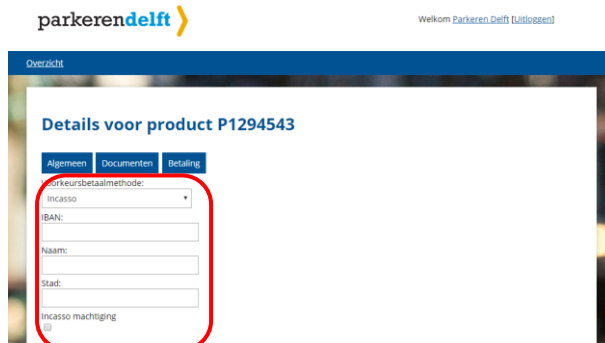 parkerendelft
Welkom Parkeren Delft [Uitloggen]
Overzicht
Details voor product P1294543
Algemeen Documenten Betaling
Voorkeursbetaalmethode:
Incasso
IBAN:
Naam:
Stad:
Incasso machtiging